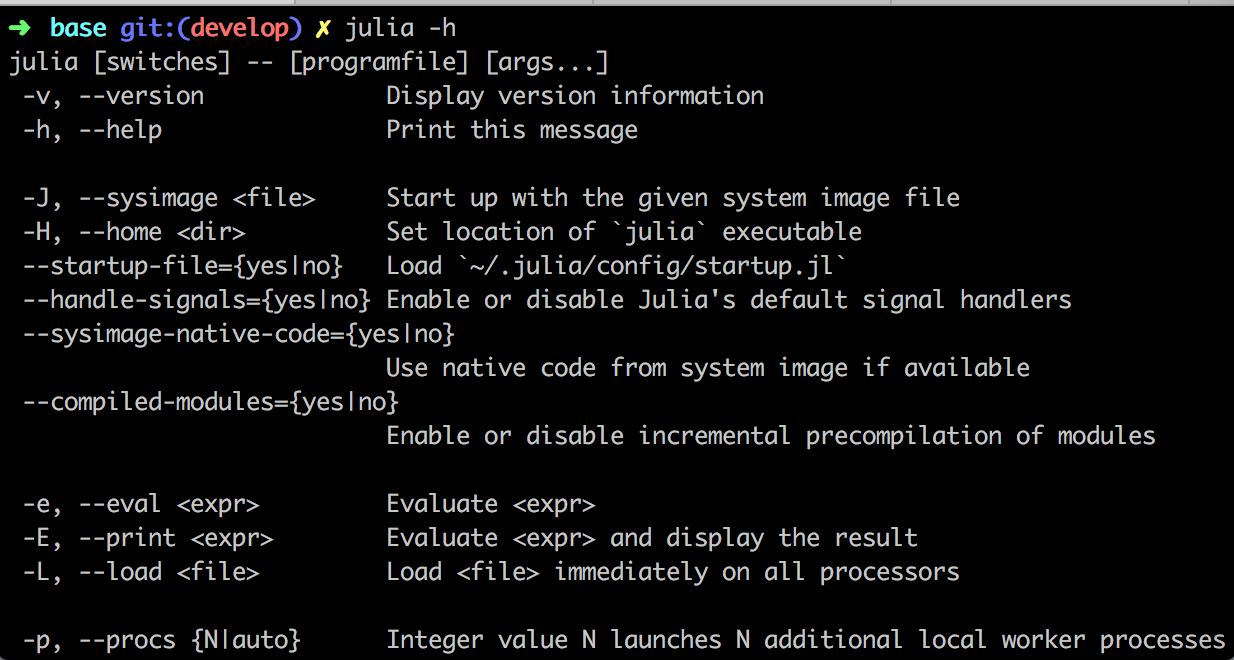 ➜ base git:(develop) ✗ julia -h
julia [switches] -- [programfile] [args...]
 -v, --version             Display version information
 -h, --help                Print this message

 -J, --sysimage <file>     Start up with the given system image file
 -H, --home <dir>          Set location of `julia` executable
 --startup-file={yes|no}   Load `~/.julia/config/startup.jl`
 --handle-signals={yes|no} Enable or disable Julia's default signal handlers
 --sysimage-native-code={yes|no}
                           Use native code from system image if available
 --compiled-modules={yes|no}
                           Enable or disable incremental precompilation of modules

 -e, --eval <expr>         Evaluate <expr>
 -E, --print <expr>        Evaluate <expr> and display the result
 -L, --load <file>         Load <file> immediately on all processors

 -p, --procs {N|auto}      Integer value N launches N additional local worker processes